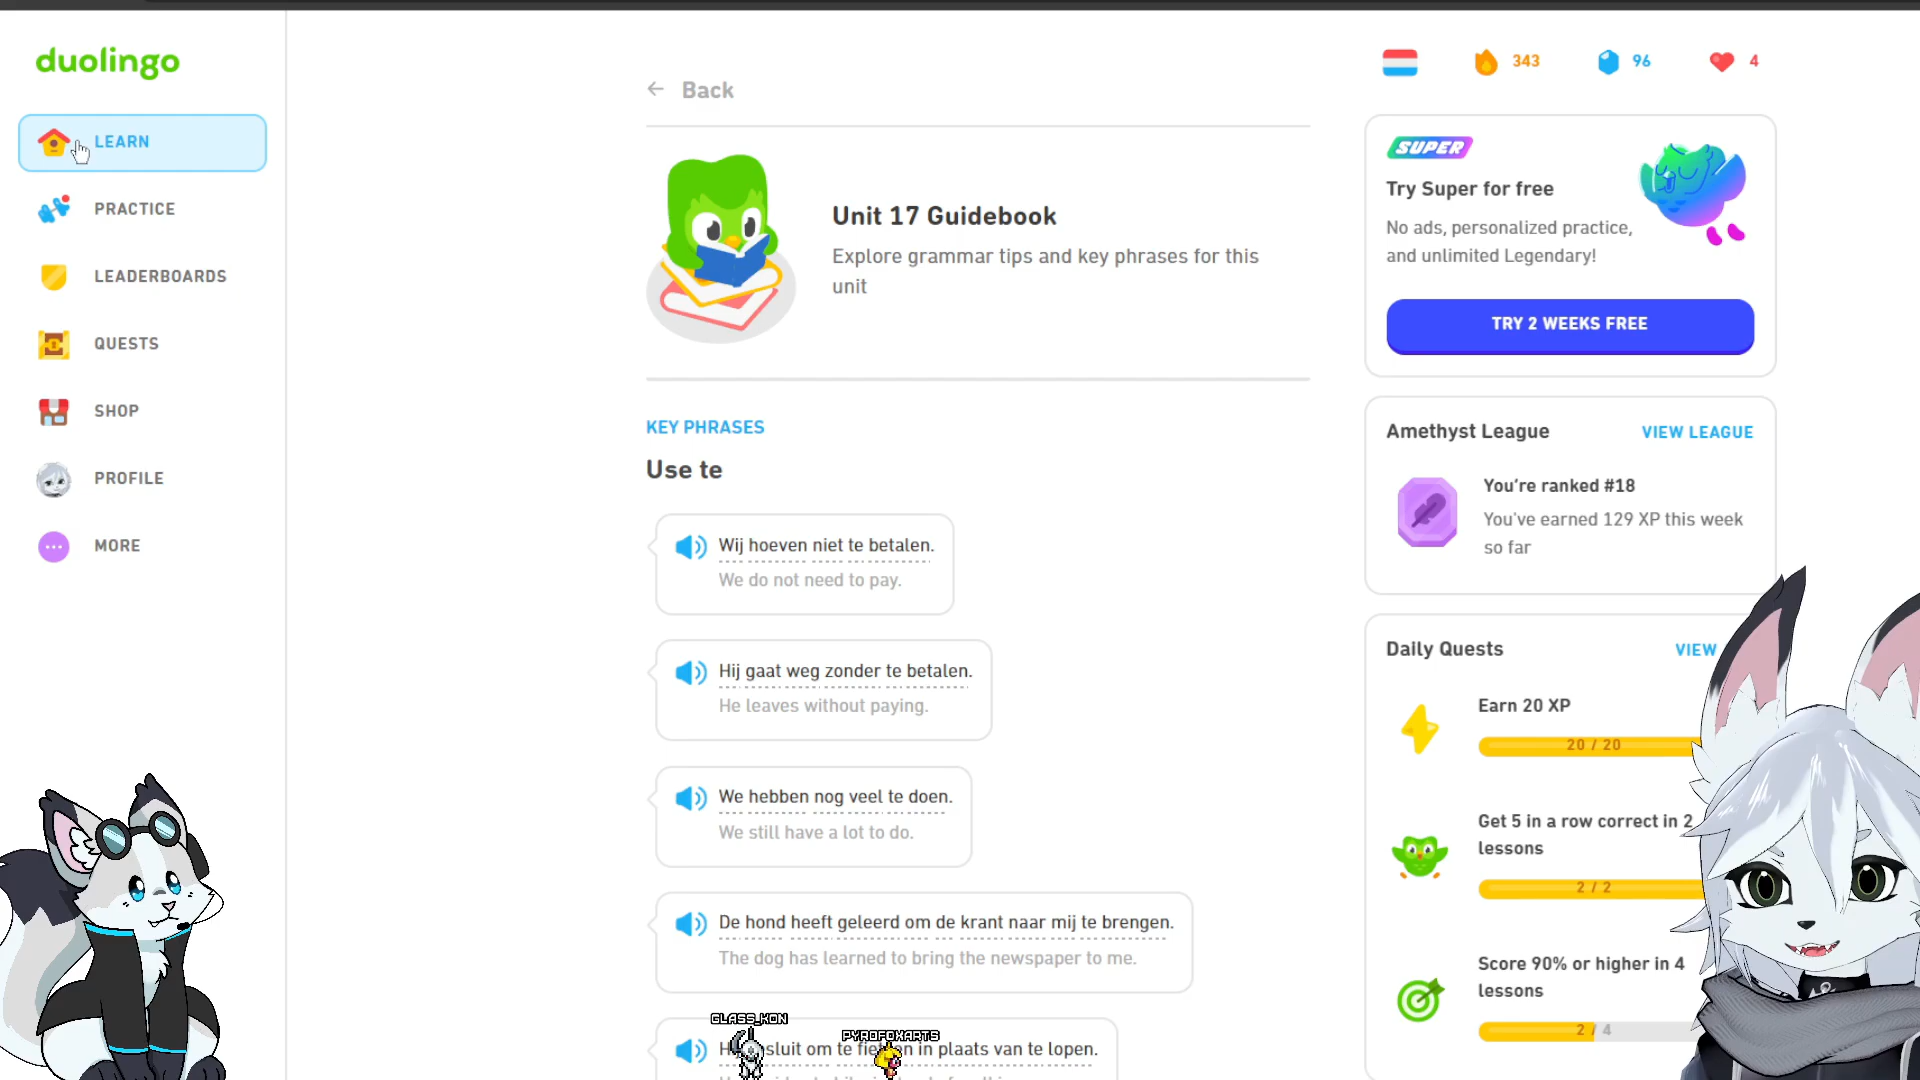 duolingo
LEARN
PRACTICE
LEADERBOARDS
QUESTS
SHOP
PROFILE
MORE
Back
Unit 17 Guidebook
Explore grammar tips and key phrases for this
unit
KEY PHRASES
Use te
Wij hoeven niet te betalen.
We do not need to pay.
Hij gaat weg zonder te betalen.
He leaves without paying.
We hebben nog veel te doen.
We still have a lot to do.
De hond heeft geleerd om de krant naar mij te brengen.
The dog has learned to bring the newspaper to me.
GLASS_KON
PYROFOXARTS
om te in plaats van te lopen.
343
96
4
SUPER
Try Super for free
No ads, personalized practice,
and unlimited Legendary!
TRY 2 WEEKS FREE
Amethyst League
VIEW LEAGUE
You're ranked #18
You've earned 129 XP this week
so far
Daily Quests
VIEW
Earn 20 XP
20 / 20
Get 5 in a row correct in 2
lessons
2 / 2
Score 90% or higher in 4
lessons
2 / 4